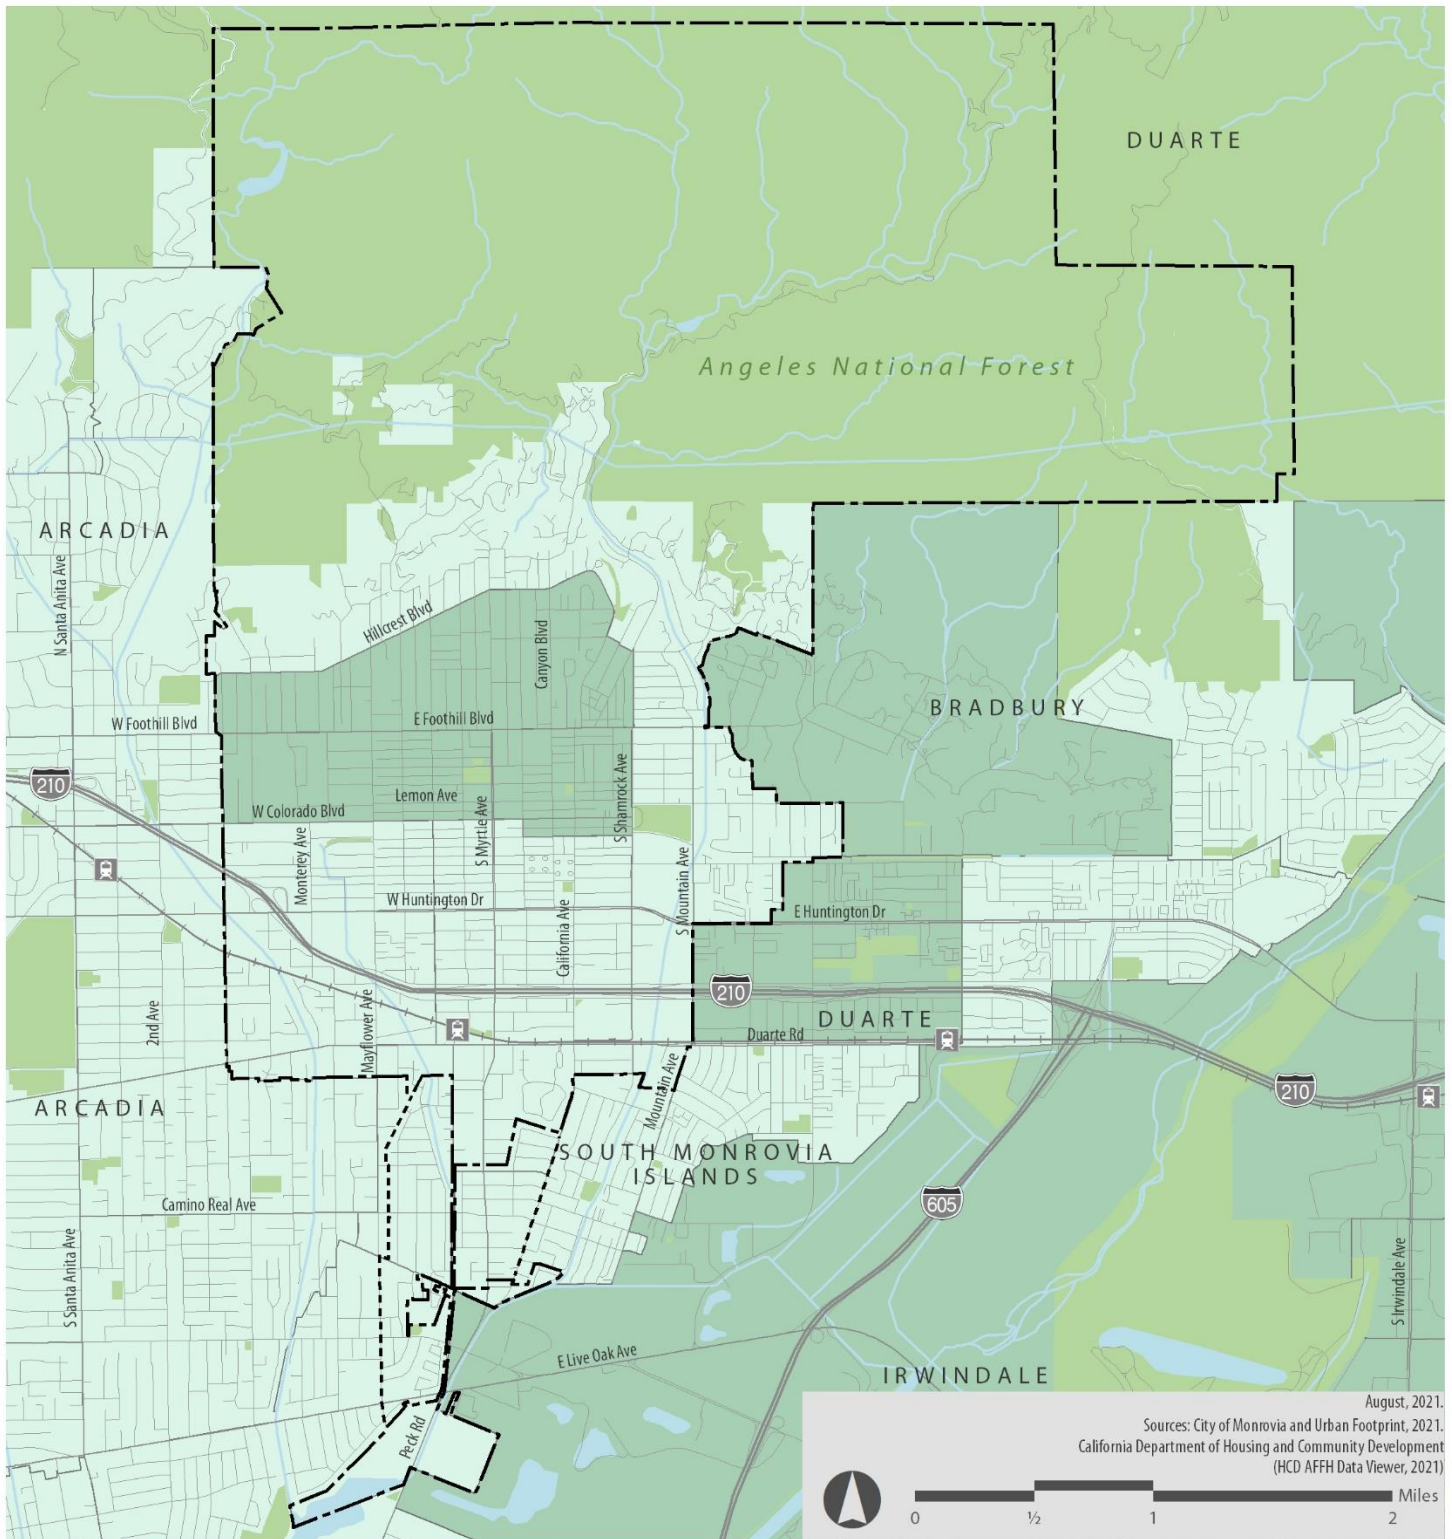 DUARTE
Angeles National Forest
ARCADIA
N Santa Anita Ave
Hillcrest Blvd
Canyon Blvd
BRADBURY
W Foothill Blvd
E Foothill Blvd
210
Lemon Ave
W Colorado Blvd
S Myrtle Ave
S Shamrock Ave
Monterey Ave
S Mountain Ave
W Huntington Dr
E Huntington Dr
California Ave
210
2nd Ave
Mayflower Ave
DUARTE
Duarte Rd
210
Mountain Ave
ARCADIA
SOUTH MONROVIA
ISLANDS
Camino Real Ave
605
S Santa Anita Ave
S Irwindale Ave
E Live Oak Ave
IRWINDALE
Peck Rd
August, 2021.
Sources: City of Monrovia and Urban Footprint, 2021.
California Department of Housing and Community Development
(HCD AFFH Data Viewer, 2021)
Miles
0 ½ 1 2